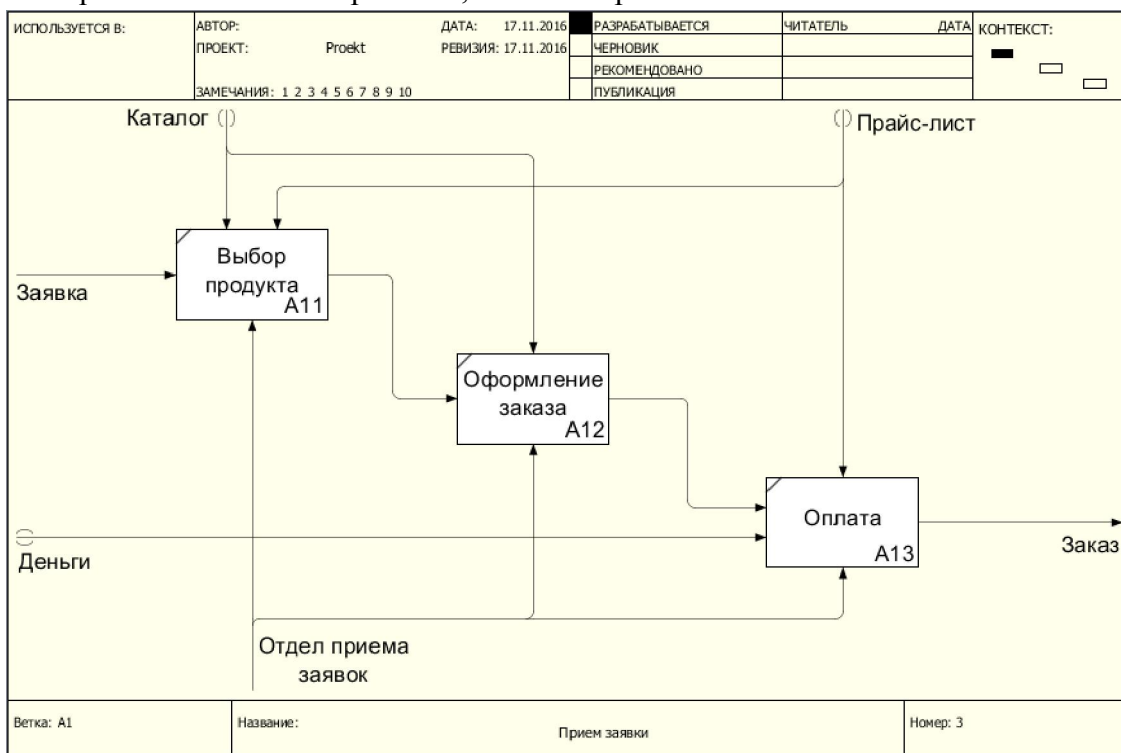 ИСПОЛЬЗУЕТСЯ В:
АВТОР:
ДАТА: 17.11.2016
РАЗРАБАТЫВАЕТСЯ
ЧИТАТЕЛЬ
ДАТА
КОНТЕКСТ:
ПРОЕКТ: Proekt
РЕВИЗИЯ: 17.11.2016
ЧЕРНОВИК
РЕКОМЕНДОВАНО
ЗАМЕЧАНИЯ: 1 2 3 4 5 6 7 8 9 10
ПУБЛИКАЦИЯ
Каталог
Прайс-лист
Выбор
продукта
A11
Заявка
Оформление
заказа
A12
Оплата
A13
Заказ
Деньги
Отдел приема
заявок
Ветка: A1
Название:
Прием заявки
Номер: 3